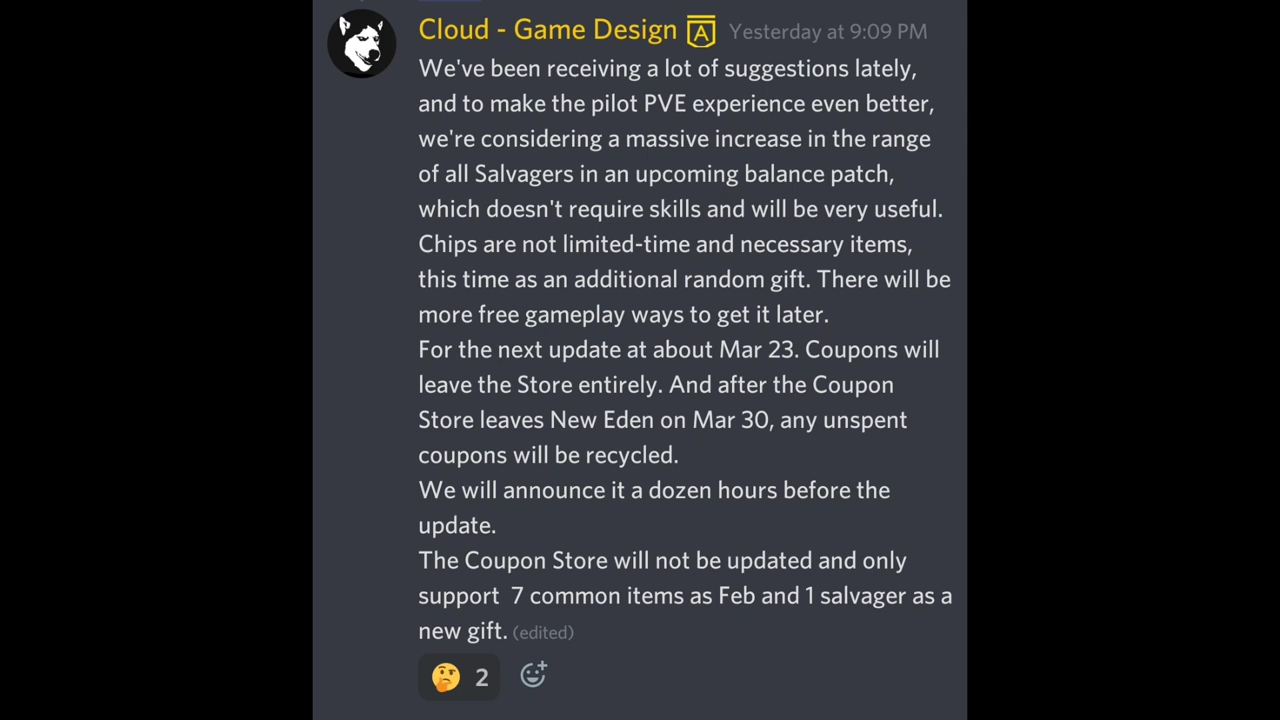 Cloud - Game Design A Yesterday at 9:09 PM
We've been receiving a lot of suggestions lately,
and to make the pilot PVE experience even better,
we're considering a massive increase in the range
of all Salvagers in an upcoming balance patch,
which doesn't require skills and will be very useful.
Chips are not limited-time and necessary items,
this time as an additional random gift. There will be
more free gameplay ways to get it later.
For the next update at about Mar 23. Coupons will
leave the Store entirely. And after the Coupon
Store leaves New Eden on Mar 30, any unspent
coupons will be recycled.
We will announce it a dozen hours before the
update.
The Coupon Store will not be updated and only
support  7 common items as Feb and 1 salvager as a
new gift. (edited)
🤔 2